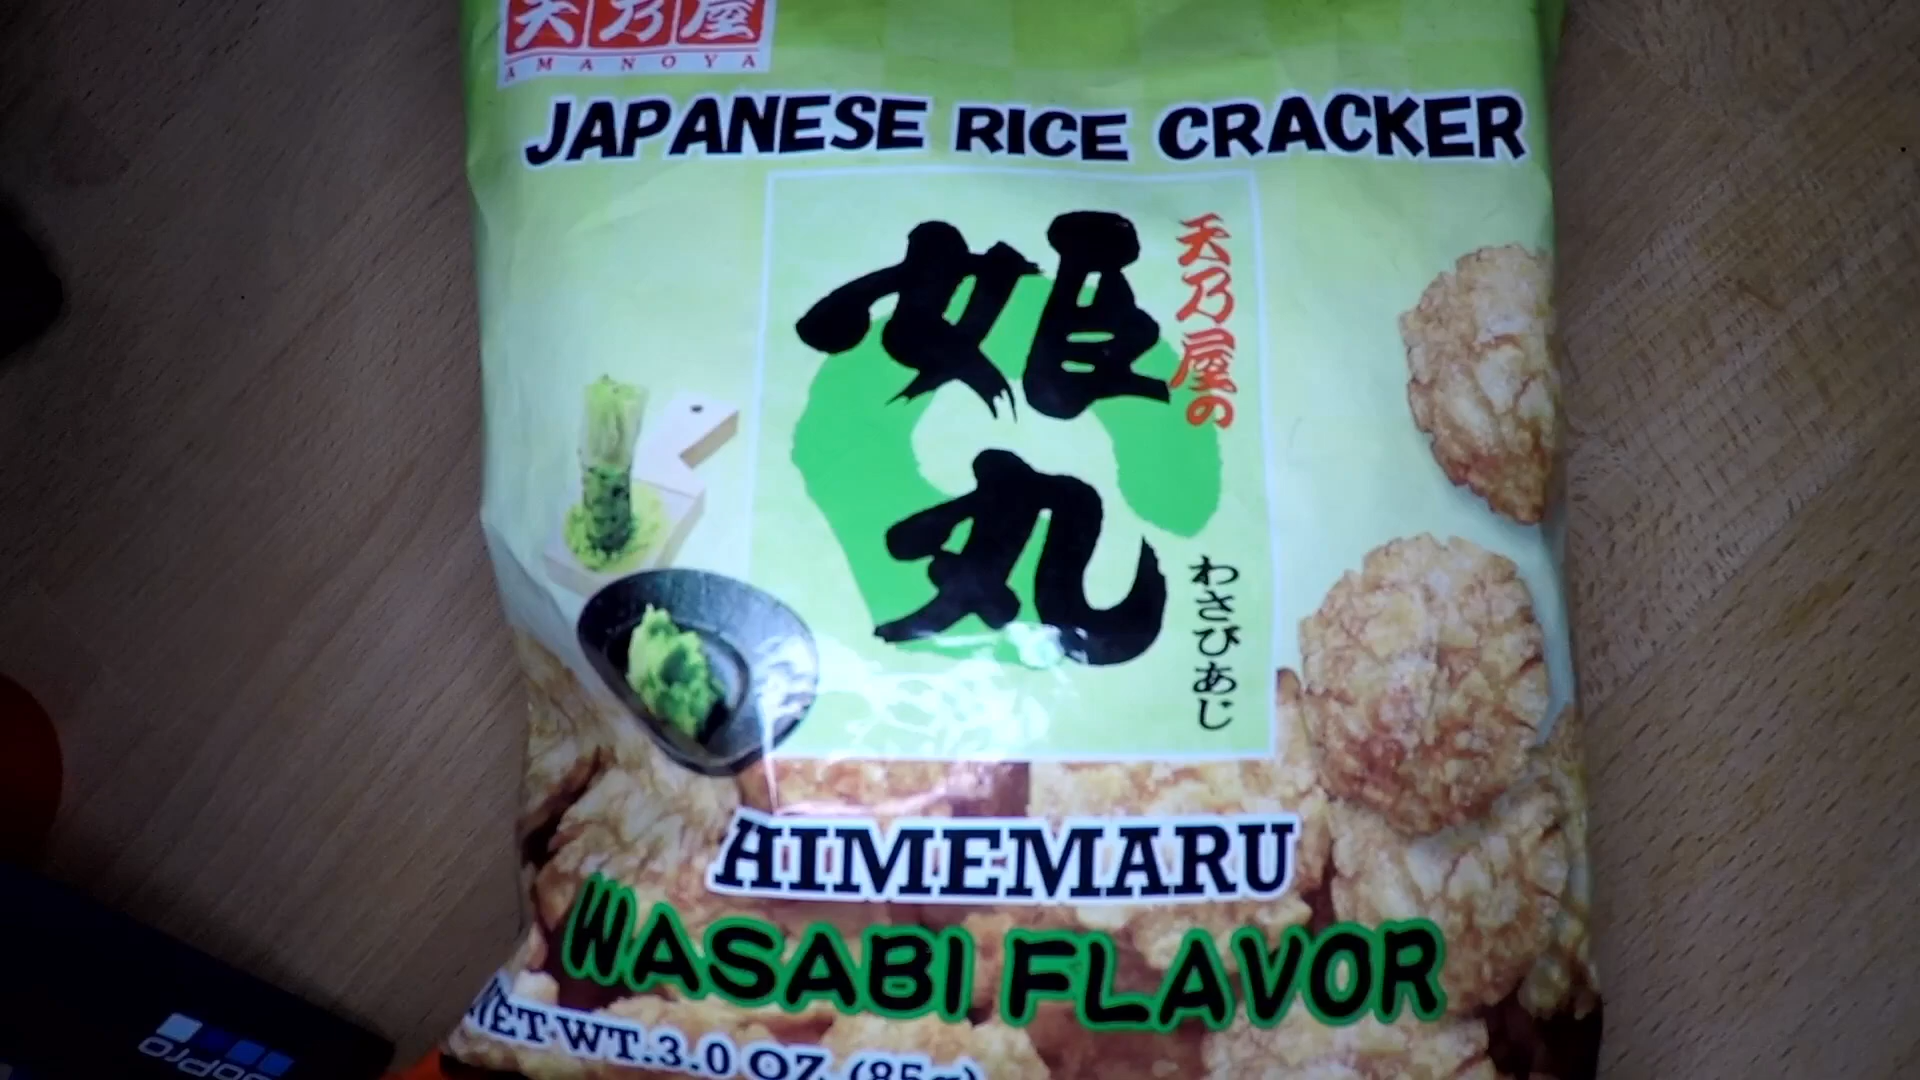 天乃屋
AMANOYA
JAPANESE RICE CRACKER
天乃屋の
姫丸
わさびあじ
HIMEMARU
WASABI FLAVOR
NET WT.3.0 OZ (85g)
GoPro